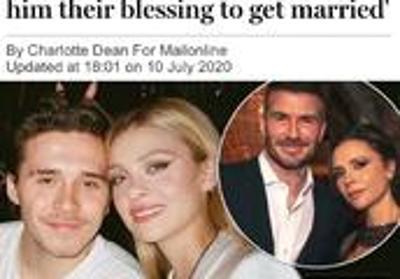 him their blessing to get married'
By Charlotte Dean For Mailonline
Updated at 18:01 on 10 July 2020